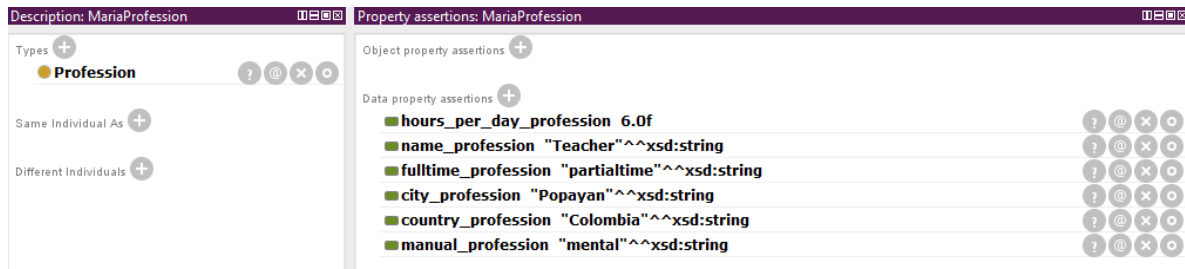 Description: MariaProfession
Types
Profession
Same Individual As
Different Individuals
Property assertions: MariaProfession
Object property assertions
Data property assertions
hours_per_day_profession 6.0f
name_profession "Teacher"^^xsd:string
fulltime_profession "partialtime"^^xsd:string
city_profession "Popayan"^^xsd:string
country_profession "Colombia"^^xsd:string
manual_profession "mental"^^xsd:string